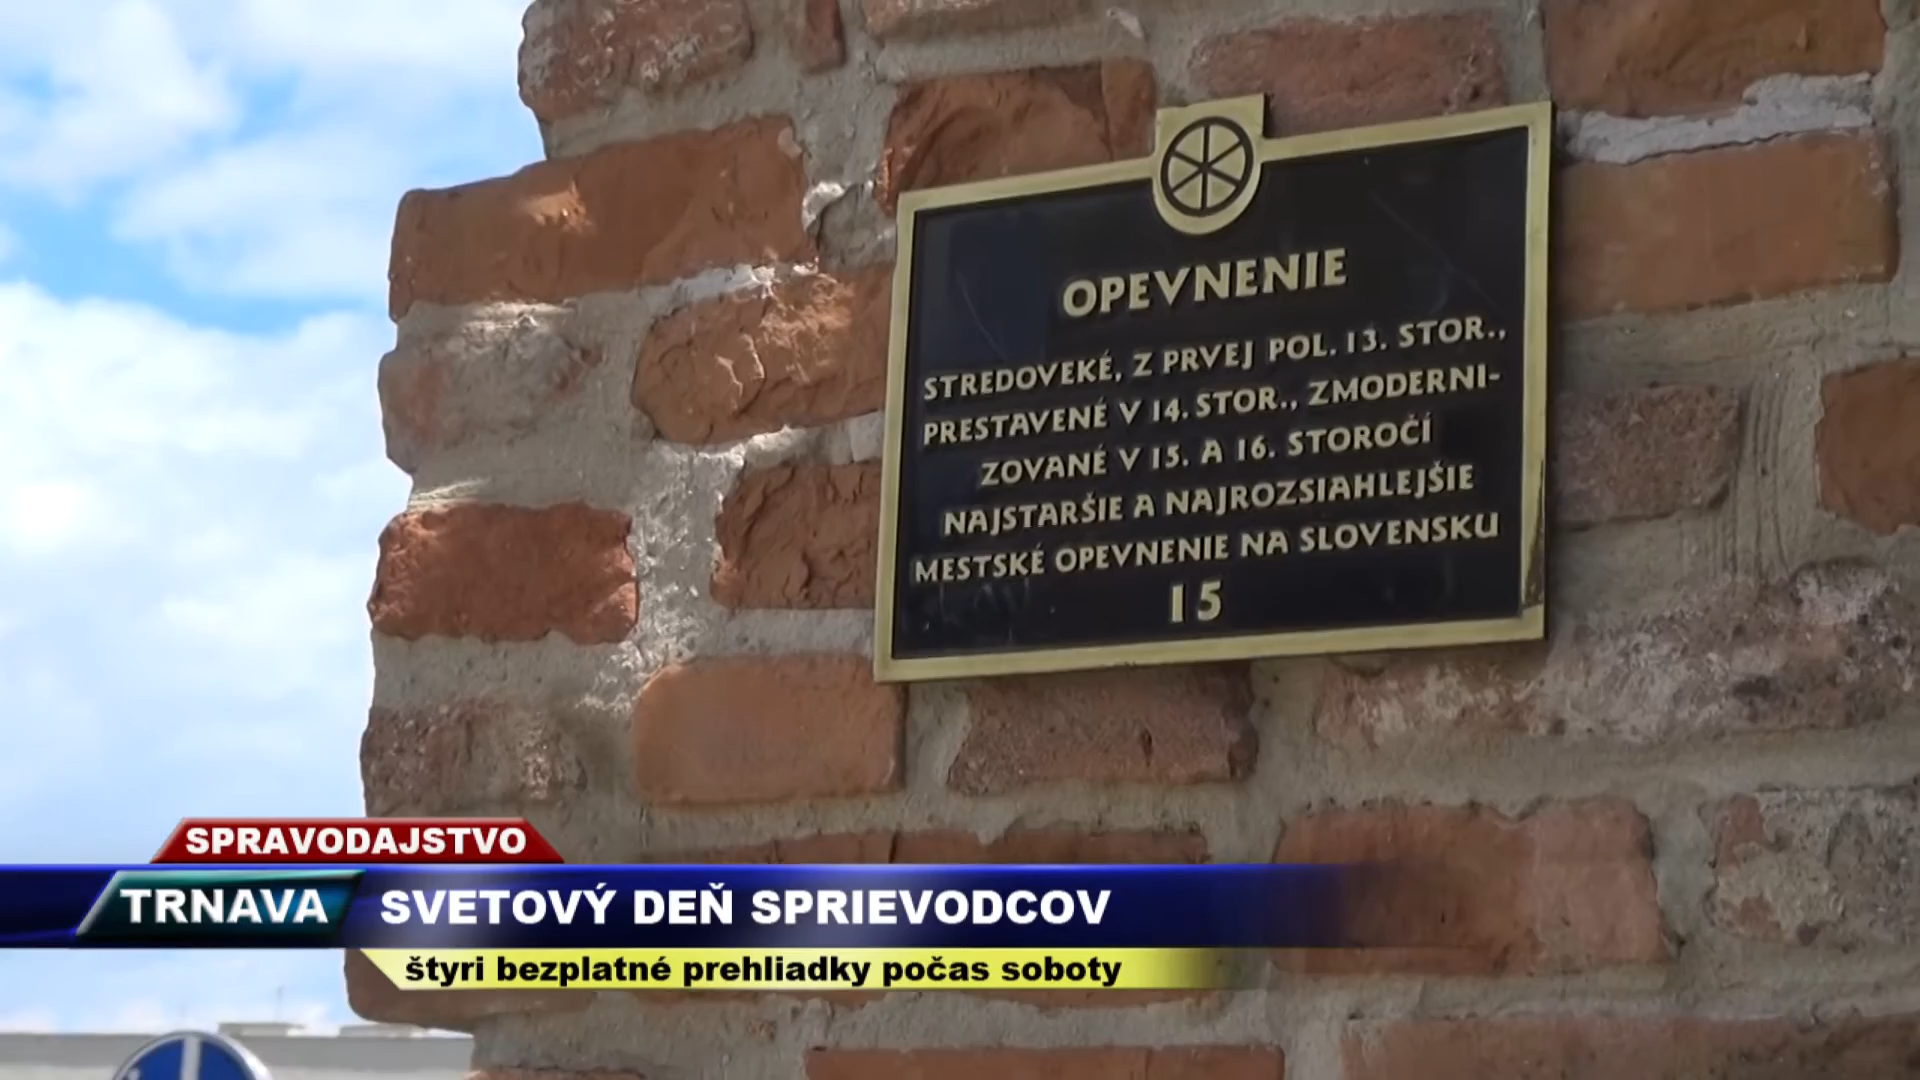 OPEVNENIE
STREDOVEKÉ, Z PRVEJ POL. 13. STOR.,
PRESTAVENÉ V 14. STOR., ZMODERNI-
ZOVANÉ V 15. A 16. STOROČÍ
NAJSTARŠIE A NAJROZSIAHLEJŠIE
MESTSKÉ OPEVNENIE NA SLOVENSKU
15
SPRAVODAJSTVO
TRNAVA SVETOVÝ DEŇ SPRIEVODCOV
štyri bezplatné prehliadky počas soboty